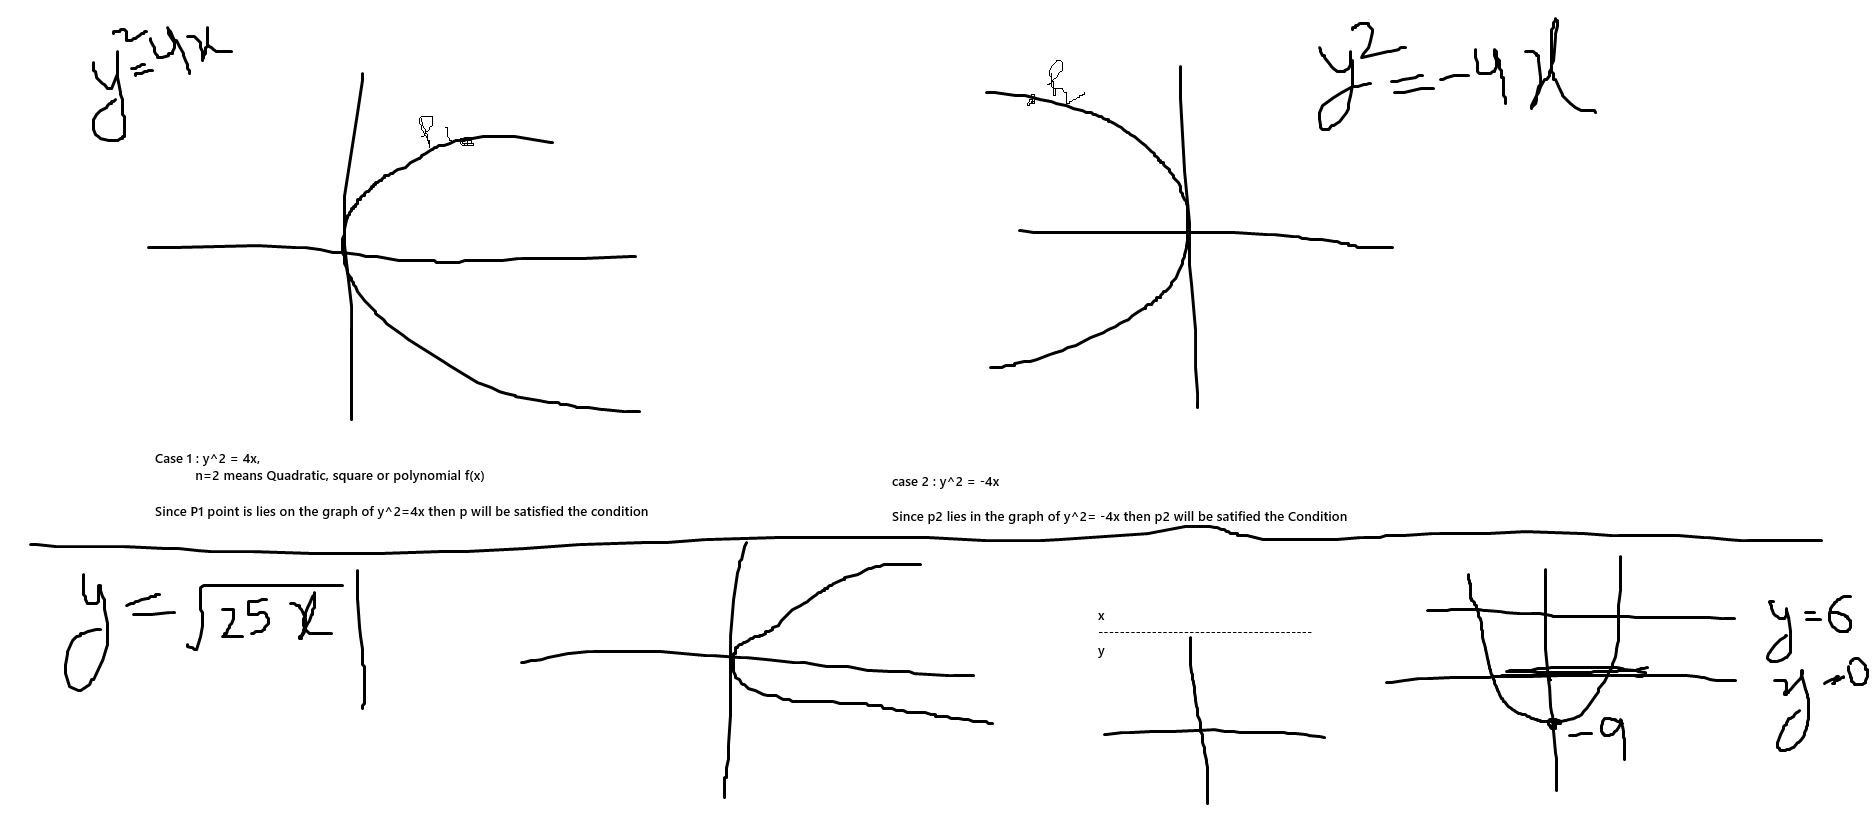 y²=4x
y²=-4x
P1
P2
Case 1 : y^2 = 4x,
n=2 means Quadratic, square or polynomial f(x)
Since P1 point is lies on the graph of y^2=4x then p will be satisfied the condition
case 2 : y^2 = -4x
Since p2 lies in the graph of y^2= -4x then p2 will be satified the Condition
y = √25x
x
y
y=6
y=0
-9